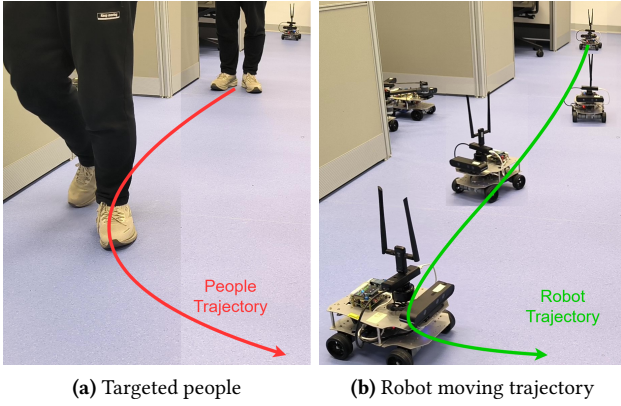 People
Trajectory
Robot
Trajectory
(a) Targeted people
(b) Robot moving trajectory